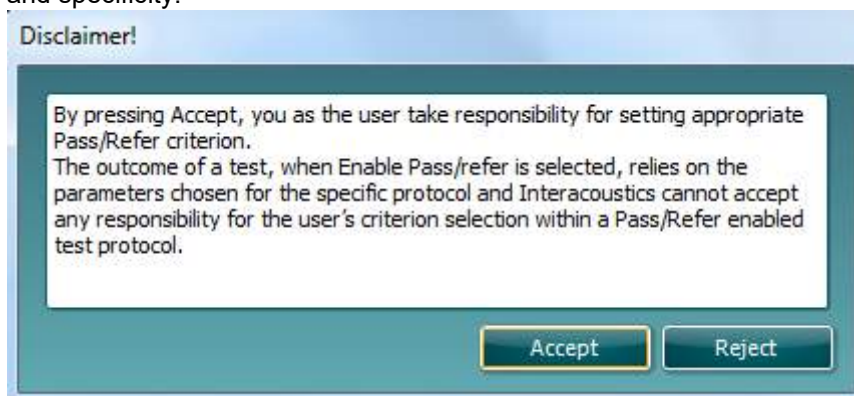 and specificity.
Disclaimer!
By pressing Accept, you as the user take responsibility for setting appropriate
Pass/Refer criterion.
The outcome of a test, when Enable Pass/refer is selected, relies on the
parameters chosen for the specific protocol and Interacoustics cannot accept
any responsibility for the user's criterion selection within a Pass/Refer enabled
test protocol.
Accept
Reject